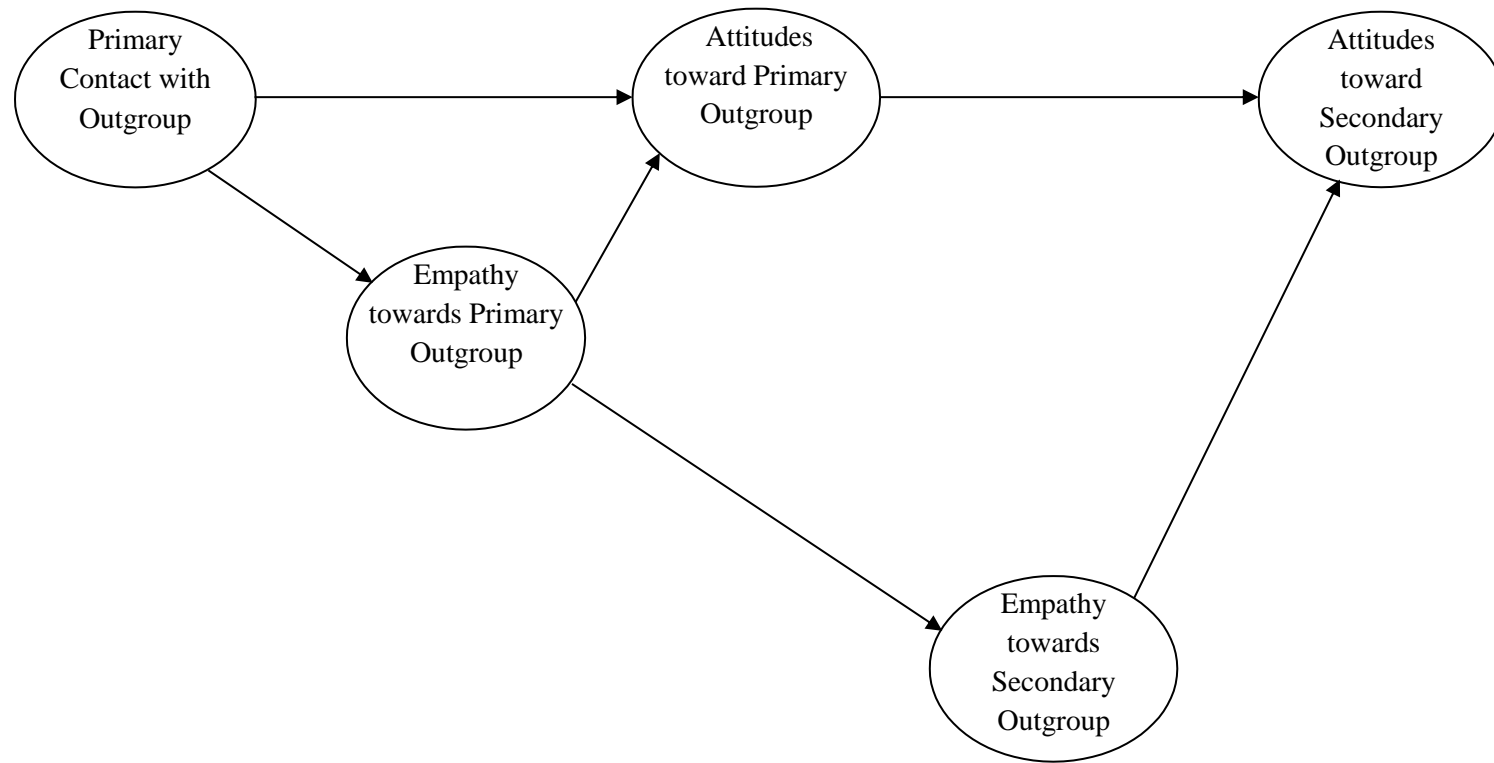 Primary
Contact with
Outgroup
Attitudes
toward Primary
Outgroup
Attitudes
toward
Secondary
Outgroup
Empathy
towards Primary
Outgroup
Empathy
towards
Secondary
Outgroup